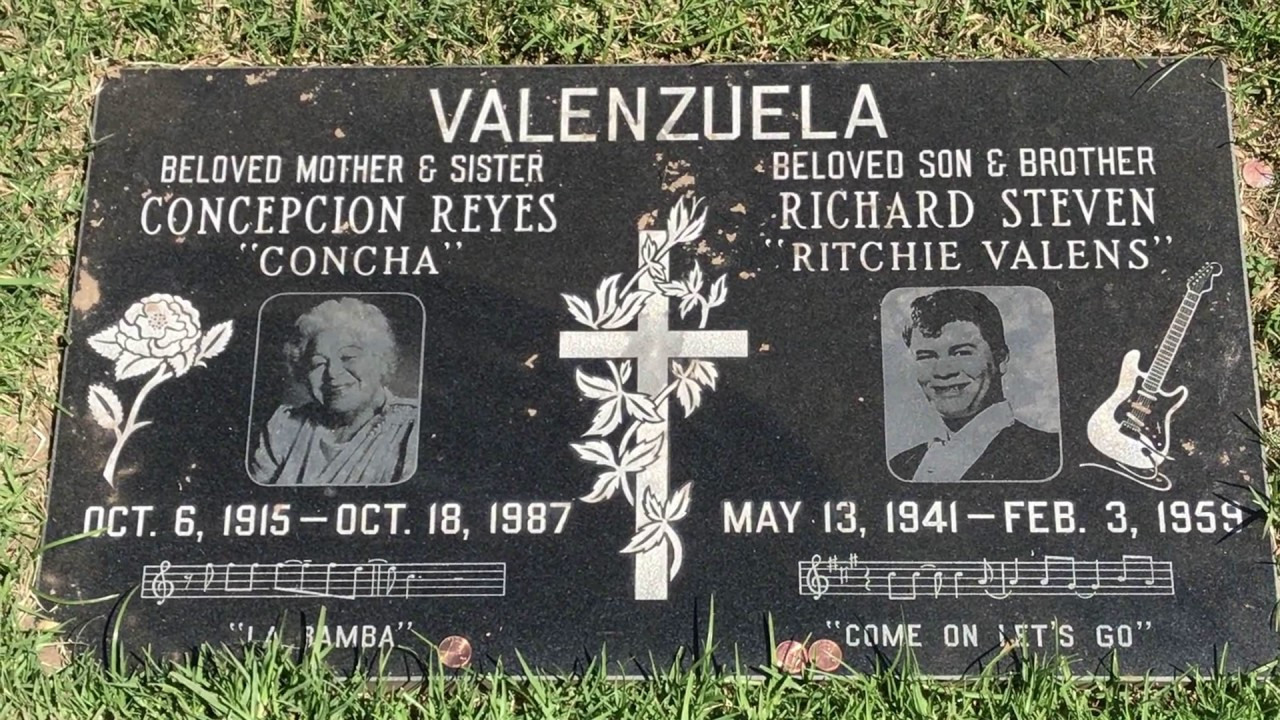 VALENZUELA
BELOVED MOTHER & SISTER
CONCEPCION REYES
"CONCHA"
OCT. 6, 1915 — OCT. 18, 1987
"LA BAMBA"
BELOVED SON & BROTHER
RICHARD STEVEN
"RITCHIE VALENS"
MAY 13, 1941 — FEB. 3, 1959
"COME ON LET'S GO"